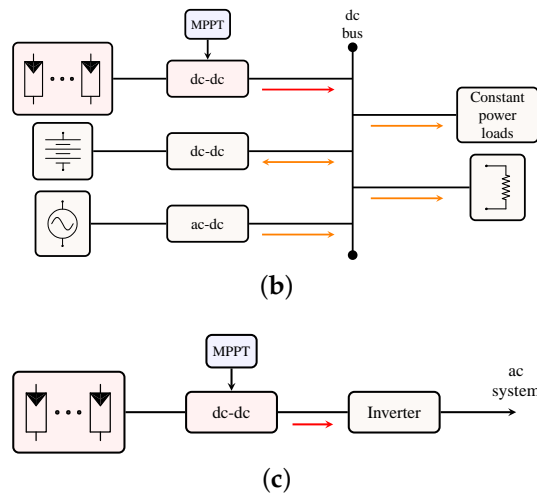 MPPT
dc
bus
dc-dc
Constant
power
loads
dc-dc
ac-dc
(b)
MPPT
ac
system
dc-dc
Inverter
(c)